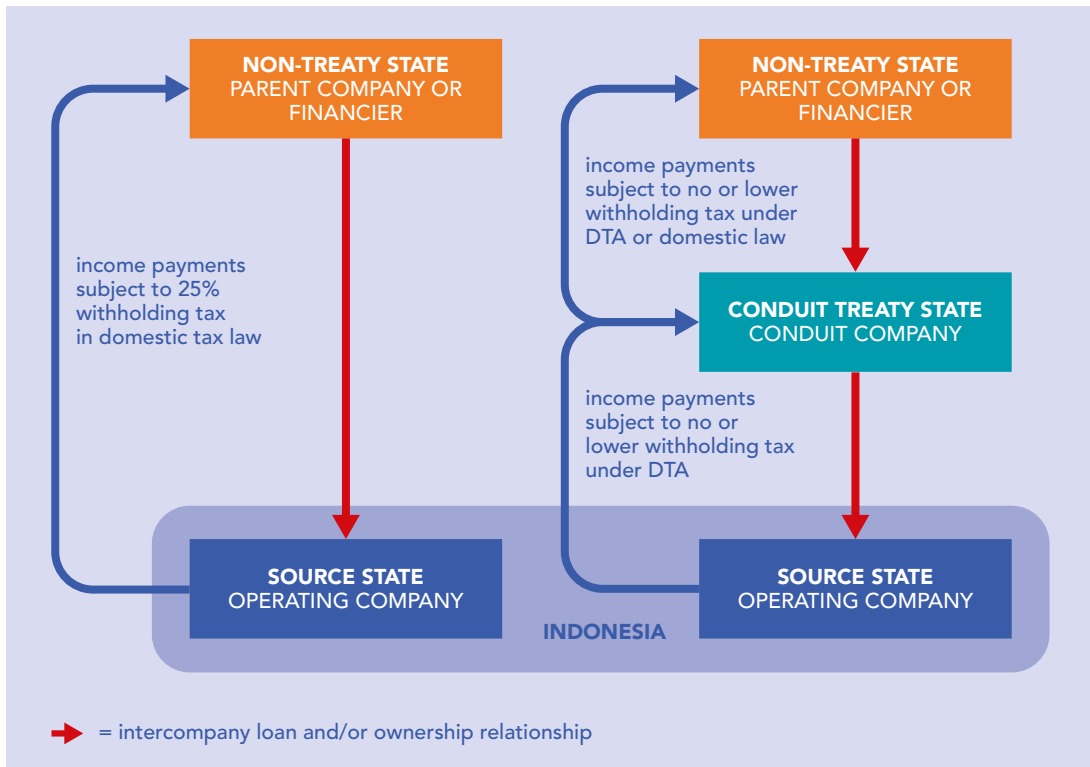 NON-TREATY STATE
PARENT COMPANY OR
FINANCIER
income payments
subject to 25%
withholding tax
in domestic tax law
SOURCE STATE
OPERATING COMPANY
NON-TREATY STATE
PARENT COMPANY OR
FINANCIER
income payments
subject to no or lower
withholding tax under
DTA or domestic law
CONDUIT TREATY STATE
CONDUIT COMPANY
income payments
subject to no or
lower withholding tax
under DTA
SOURCE STATE
OPERATING COMPANY
INDONESIA
= intercompany loan and/or ownership relationship